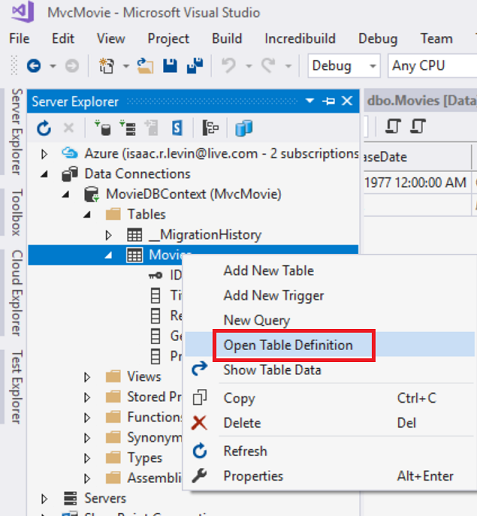 MvcMovie - Microsoft Visual Studio
File Edit View Project Build Incredibuild Debug Team
Debug Any CPU
Server Explorer
Toolbox
Cloud Explorer
Test Explorer
Server Explorer
dbo.Movies [Data
aseDate
1977 12:00:00 AM
Azure (isaac.r.levin@live.com - 2 subscriptions
Data Connections
MovieDBContext (MvcMovie)
Tables
__MigrationHistory
Movies
ID
Tit
Re
Ge
Pr
Views
Stored Pr
Functions
Synonym
Types
Assembli
Servers
Add New Table
Add New Trigger
New Query
Open Table Definition
Show Table Data
Copy Ctrl+C
Delete Del
Refresh
Properties Alt+Enter